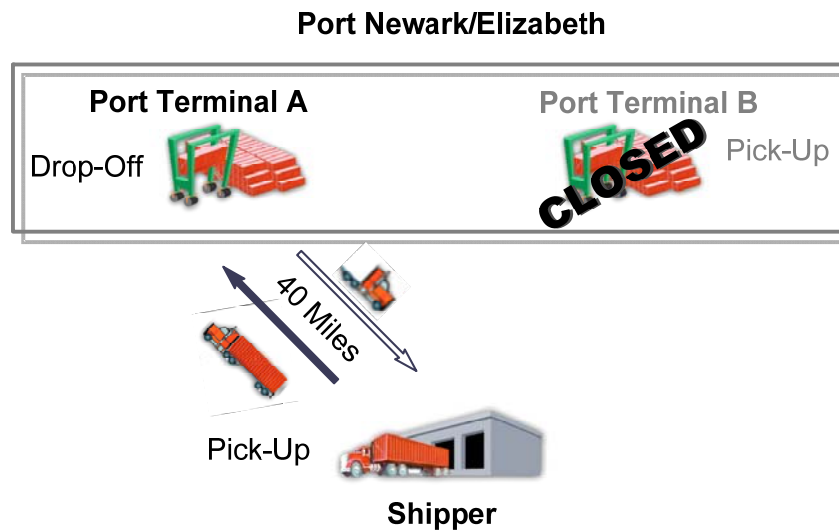 Port Newark/Elizabeth
Port Terminal A
Port Terminal B
Drop-Off
CLOSED
Pick-Up
40 Miles
Pick-Up
Shipper